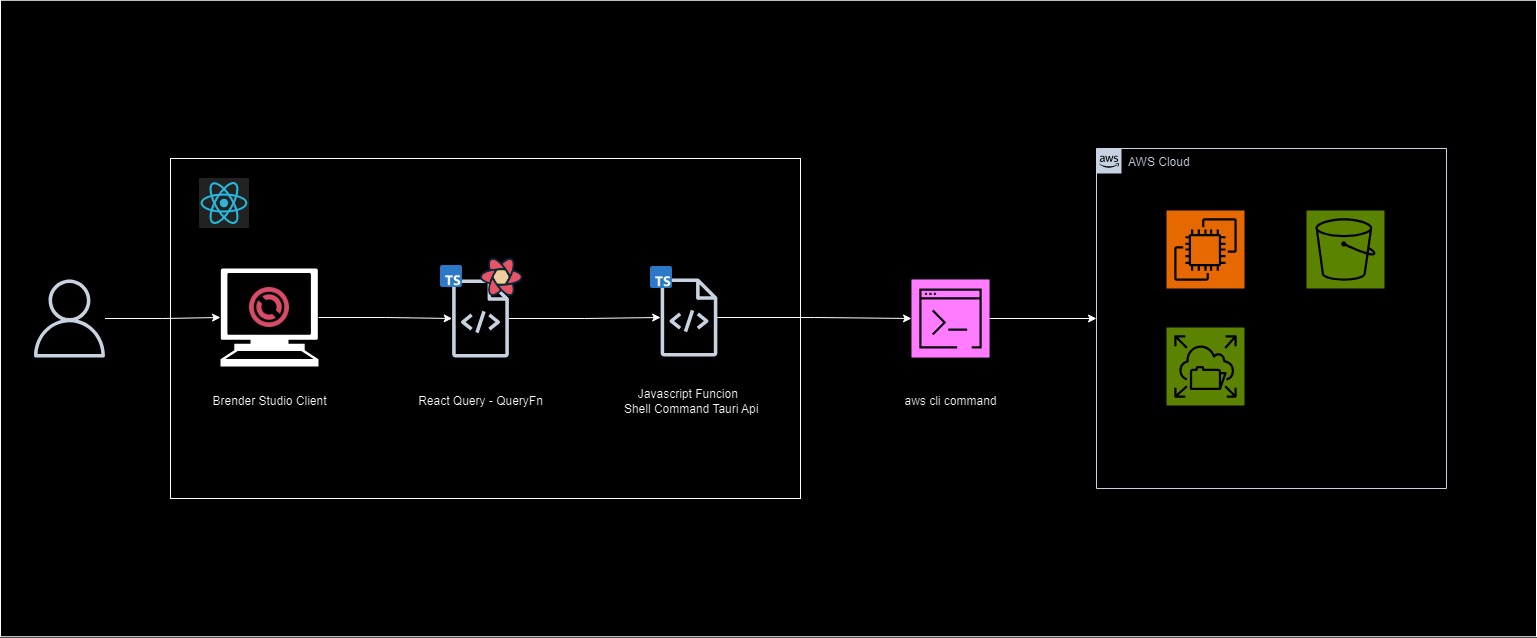 aws
AWS Cloud
TS
TS
Brender Studio Client
React Query - QueryFn
Javascript Funcion
Shell Command Tauri Api
aws cli command